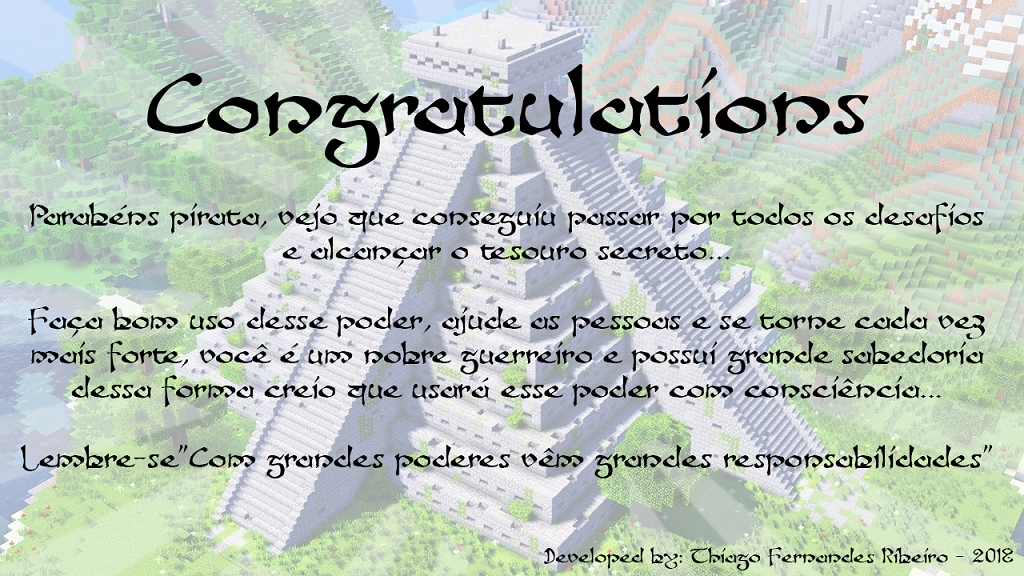 Congratulations
Parabéns pirata, vejo que conseguiu passar por todos os desafios
e alcançar o tesouro secreto...
Faça bom uso desse poder, ajude as pessoas e se torne cada vez
mais forte, você é um nobre guerreiro e possui grande sabedoria
dessa forma creio que usará esse poder com consciência...
Lembre-se"Com grandes poderes vêm grandes responsabilidades"
Developed by: Thiago Fernandes Ribeiro - 2018